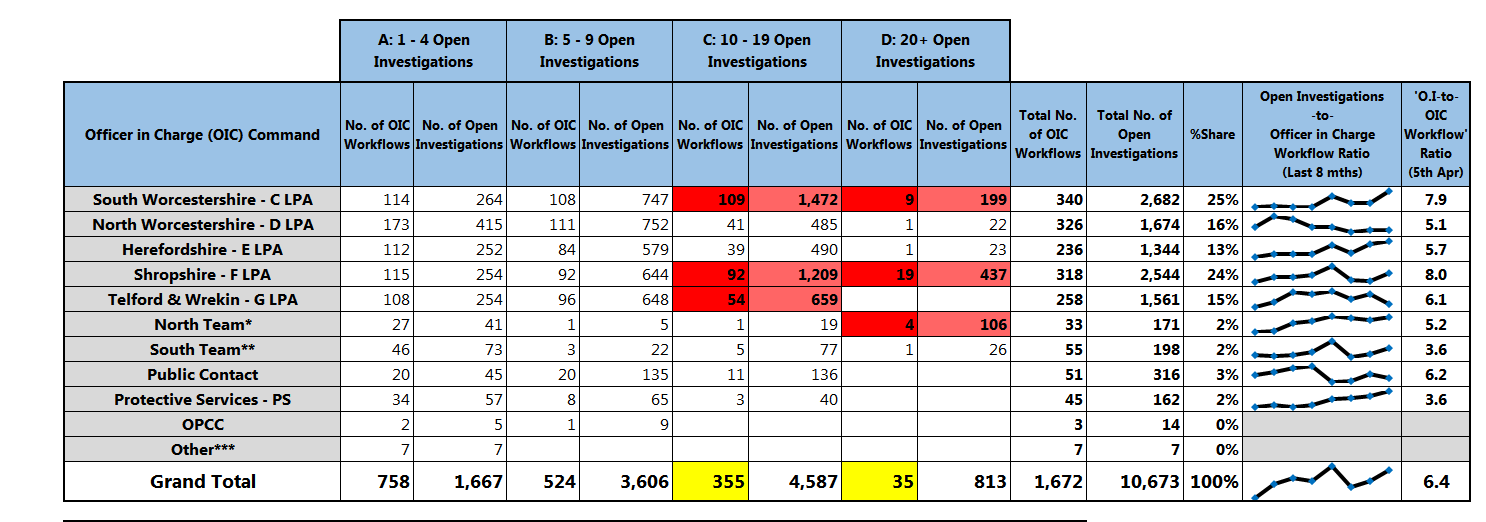 A: 1 - 4 Open Investigations B: 5 - 9 Open Investigations C: 10 - 19 Open Investigations D: 20+ Open Investigations
Officer in Charge (OIC) Command No. of OIC Workflows No. of Open Investigations No. of OIC Workflows No. of Open Investigations No. of OIC Workflows No. of Open Investigations No. of OIC Workflows No. of Open Investigations Total No. of OIC Workflows Total No. of Open Investigations %Share Open Investigations -to- Officer in Charge Workflow Ratio (Last 8 mths) 'O.I-to-OIC Workflow' Ratio (5th Apr)
South Worcestershire - C LPA 114 264 108 747 109 1,472 9 199 340 2,682 25% 7.9
North Worcestershire - D LPA 173 415 111 752 41 485 1 22 326 1,674 16% 5.1
Herefordshire - E LPA 112 252 84 579 39 490 1 23 236 1,344 13% 5.7
Shropshire - F LPA 115 254 92 644 92 1,209 19 437 318 2,544 24% 8.0
Telford & Wrekin - G LPA 108 254 96 648 54 659 258 1,561 15% 6.1
North Team* 27 41 1 5 1 19 4 106 33 171 2% 5.2
South Team** 46 73 3 22 5 77 1 26 55 198 2% 3.6
Public Contact 20 45 20 135 11 136 51 316 3% 6.2
Protective Services - PS 34 57 8 65 3 40 45 162 2% 3.6
OPCC 2 5 1 9 3 14 0%
Other*** 7 7 7 7 0%
Grand Total 758 1,667 524 3,606 355 4,587 35 813 1,672 10,673 100% 6.4